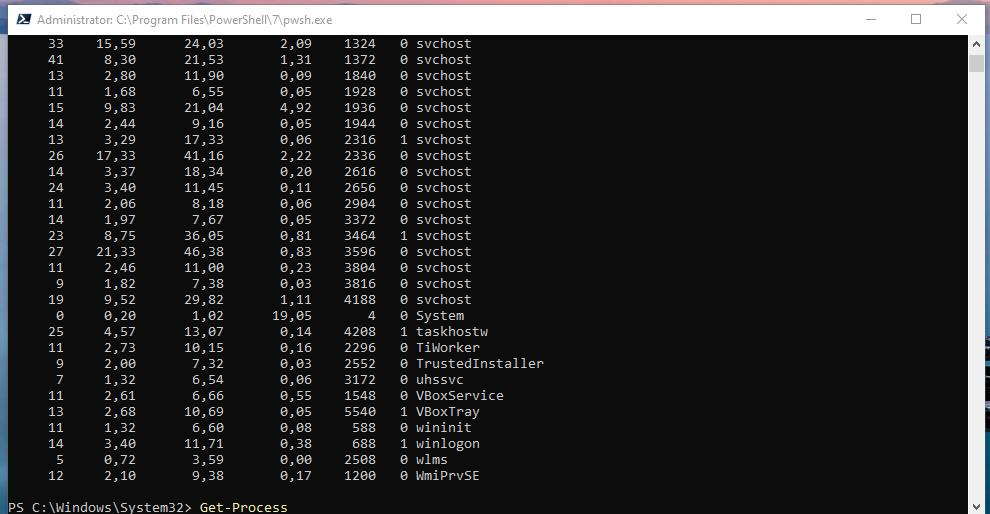 Administrator: C:\Program Files\PowerShell\7\pwsh.exe
33 15,59 24,03 2,09 1324 0 svchost
41 8,30 21,53 1,31 1372 0 svchost
13 2,80 11,90 0,09 1840 0 svchost
11 1,68 6,55 0,05 1928 0 svchost
15 9,83 21,04 4,92 1936 0 svchost
14 2,44 9,16 0,05 1944 0 svchost
13 3,29 17,33 0,06 2316 1 svchost
26 17,33 41,16 2,22 2336 0 svchost
14 3,37 18,34 0,20 2616 0 svchost
24 3,40 11,45 0,11 2656 0 svchost
11 2,06 8,18 0,06 2904 0 svchost
14 1,97 7,67 0,05 3372 0 svchost
23 8,75 36,05 0,81 3464 1 svchost
27 21,33 46,38 0,83 3596 0 svchost
11 2,46 11,00 0,23 3804 0 svchost
9 1,82 7,38 0,03 3816 0 svchost
19 9,52 29,82 1,11 4188 0 svchost
0 0,20 1,02 19,05 4 0 System
25 4,57 13,07 0,14 4208 1 taskhostw
11 2,73 10,15 0,16 2296 0 TiWorker
9 2,00 7,32 0,03 2552 0 TrustedInstaller
7 1,32 6,54 0,06 3172 0 uhssvc
11 2,61 6,66 0,55 1548 0 VBoxService
13 2,68 10,69 0,05 5540 1 VBoxTray
11 1,32 6,60 0,08 588 0 wininit
14 3,40 11,71 0,38 688 1 winlogon
5 0,72 3,59 0,00 2508 0 wlms
12 2,10 9,38 0,17 1200 0 WmiPrvSE
PS C:\Windows\System32> Get-Process